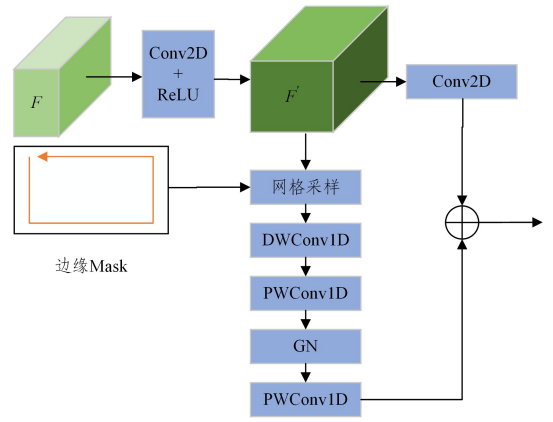 F
Conv2D
+
ReLU
F'
Conv2D
网格采样
DWConv1D
边缘Mask
PWConv1D
GN
PWConv1D